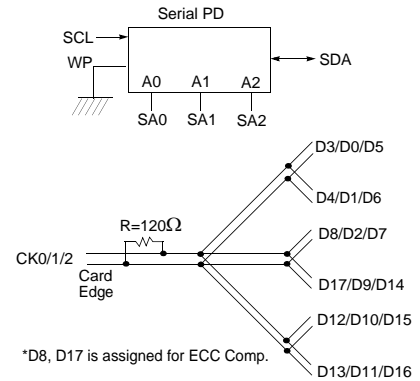 Serial PD
SCL
WP
SDA
A0 A1 A2
SA0 SA1 SA2
D3/D0/D5
D4/D1/D6
R=120Ω
D8/D2/D7
CK0/1/2
Card
Edge
D17/D9/D14
D12/D10/D15
*D8, D17 is assigned for ECC Comp.
D13/D11/D16